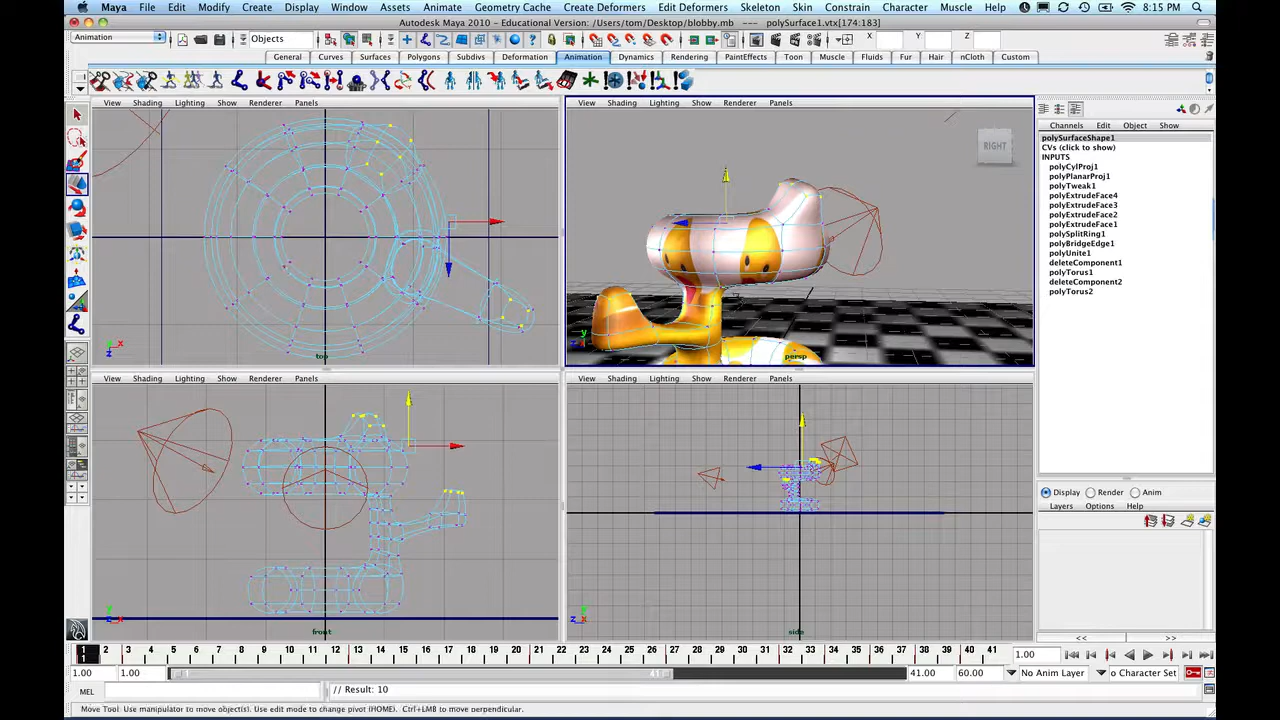 Maya File Edit Modify Create Display Window Assets Animate Geometry Cache Create Deformers Edit Deformers Skeleton Skin Constrain Character Muscle Help 98% 8:15 PM
Autodesk Maya 2010 - Educational Version: /Users/tom/Desktop/blobby.mb --- polySurface1.vtx[174:183]
Animation Objects X: Y: Z:
General Curves Surfaces Polygons Subdivs Deformation Animation Dynamics Rendering PaintEffects Toon Muscle Fluids Fur Hair nCloth Custom
View Shading Lighting Show Renderer Panels
View Shading Lighting Show Renderer Panels
Channels Edit Object Show
polySurfaceShape1
CVs (click to show)
INPUTS
polyCylProj1
polyPlanarProj1
polyTweak1
polyExtrudeFace4
polyExtrudeFace3
polyExtrudeFace2
polyExtrudeFace1
polySplitRing1
polyBridgeEdge1
polyUnite1
deleteComponent1
polyTorus1
deleteComponent2
polyTorus2
RIGHT
top
persp
View Shading Lighting Show Renderer Panels
View Shading Lighting Show Renderer Panels
front
side
Display Render Anim
Layers Options Help
<< >>
1 2 3 4 5 6 7 8 9 10 11 12 13 14 15 16 17 18 19 20 21 22 23 24 25 26 27 28 29 30 31 32 33 34 35 36 37 38 39 40 41 1.00
1.00 1.00 41.00 60.00 No Anim Layer o Character Set
MEL // Result: 10
Move Tool: Use manipulator to move object(s). Use edit mode to change pivot (HOME). Ctrl+LMB to move perpendicular.